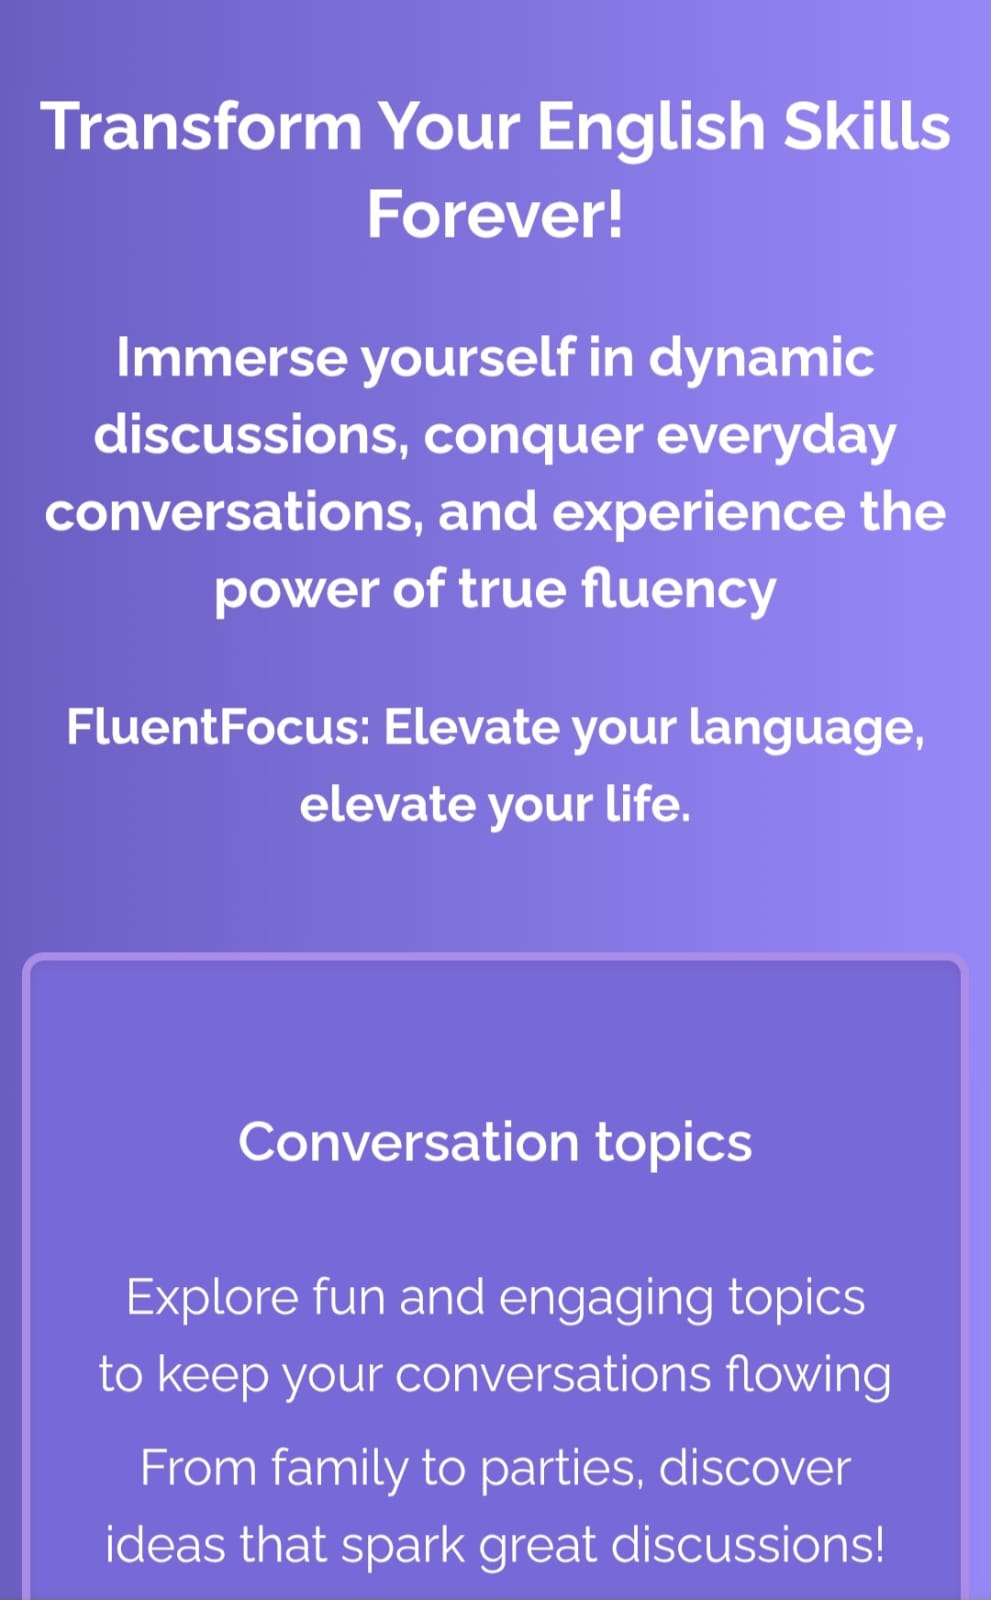 Transform Your English Skills
Forever!
Immerse yourself in dynamic
discussions, conquer everyday
conversations, and experience the
power of true fluency
FluentFocus: Elevate your language,
elevate your life.
Conversation topics
Explore fun and engaging topics
to keep your conversations flowing
From family to parties, discover
ideas that spark great discussions!